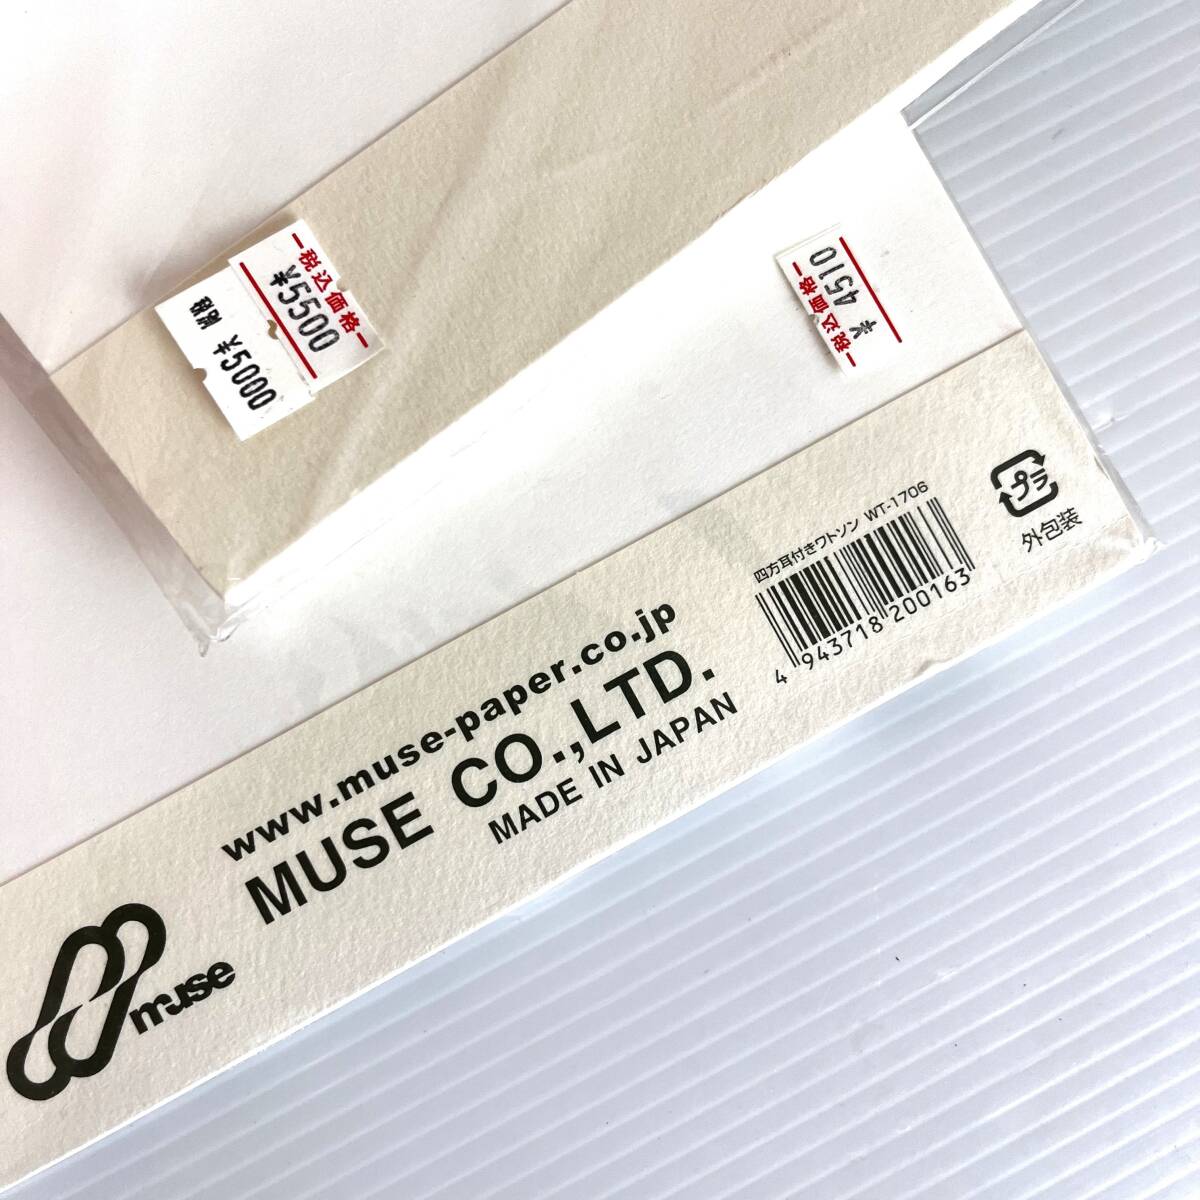 税込価格
¥5500
税別
¥5000
税込価格
¥4510
プラ
外包装
四方耳付きワトソン WT-1706
4 943718 200163
www.muse-paper.co.jp
MUSE CO.,LTD.
MADE IN JAPAN
muse